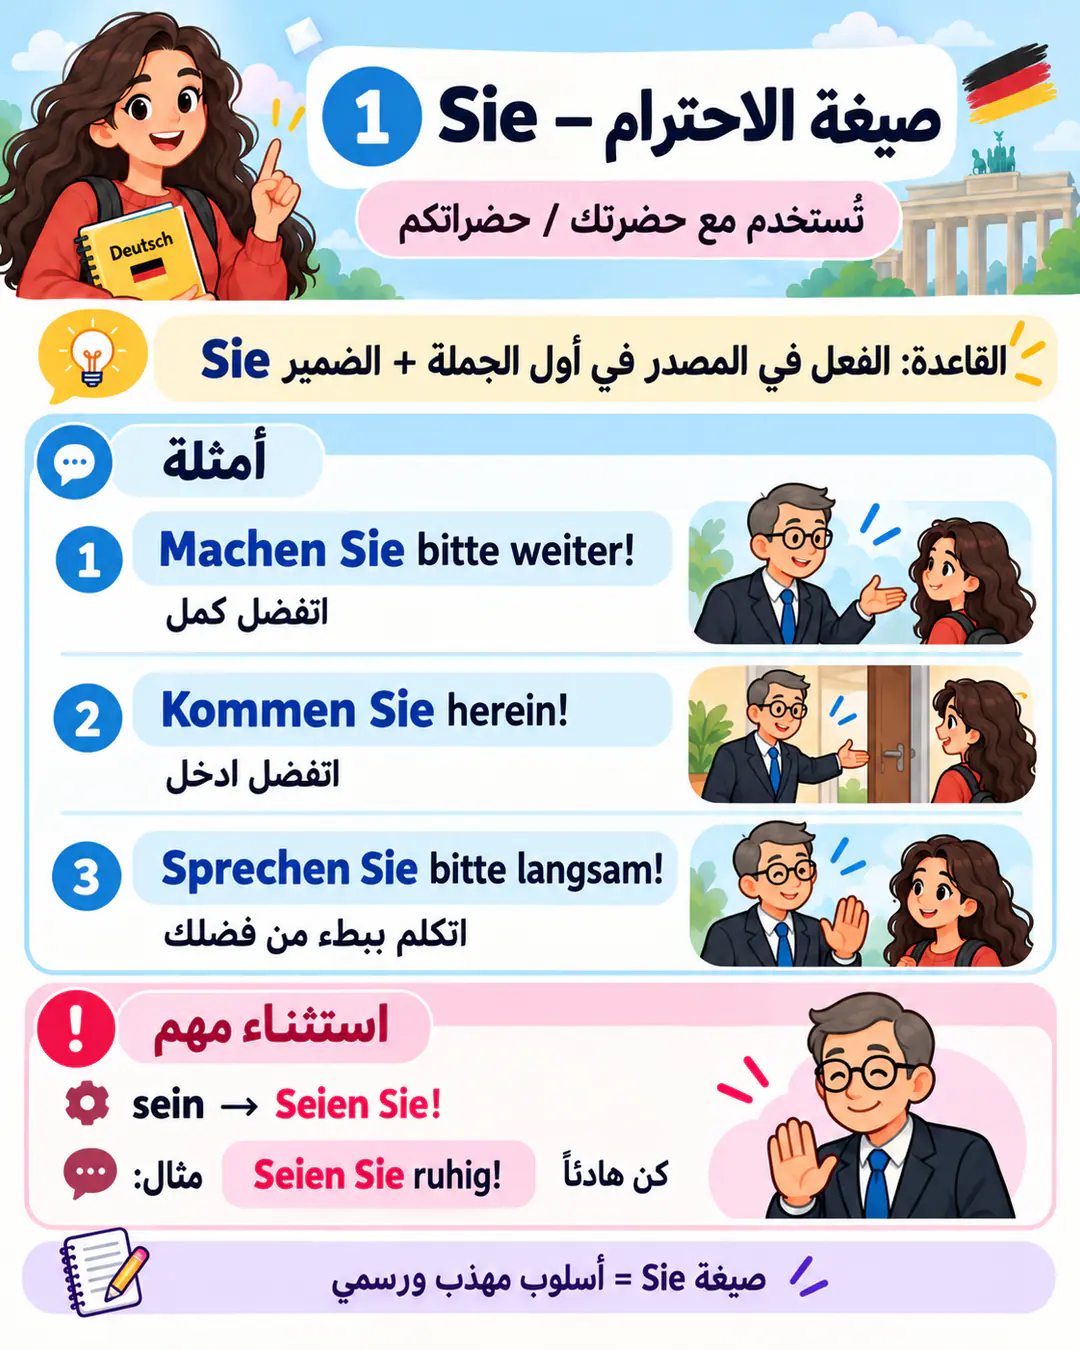 1 صيغة الاحترام – Sie
تُستخدم مع حضرتك / حضراتكم
Deutsch
القاعدة: الفعل في المصدر في أول الجملة + الضمير Sie
أمثلة
1 Machen Sie bitte weiter!
اتفضل كمل
2 Kommen Sie herein!
اتفضل ادخل
3 Sprechen Sie bitte langsam!
اتكلم ببطء من فضلك
! استثناء مهم
sein → Seien Sie!
مثال: Seien Sie ruhig! كن هادئاً
صيغة Sie = أسلوب مهذب ورسمي